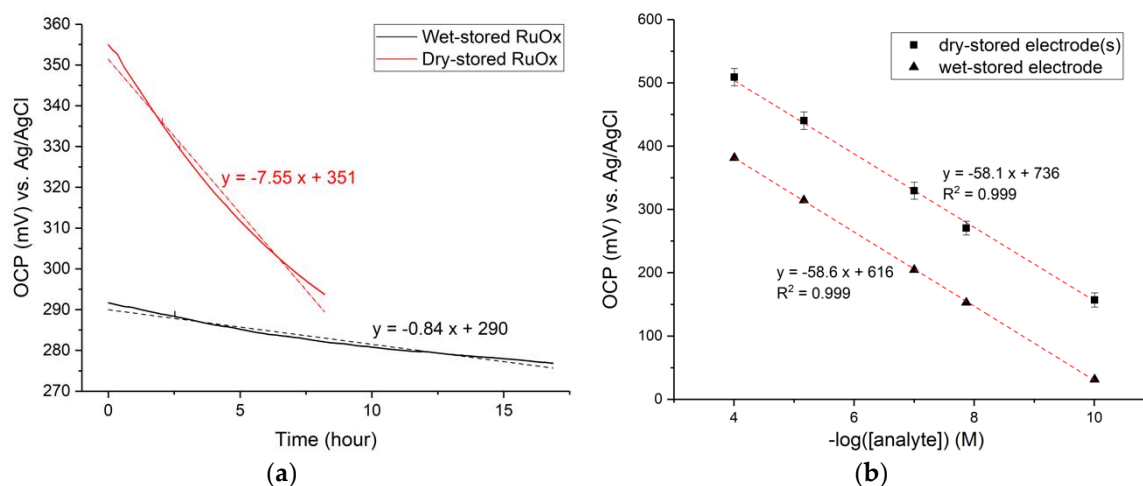 360
350
340
330
320
310
300
290
280
270
OCP (mV) vs. Ag/AgCl
Wet-stored RuOx
Dry-stored RuOx
y = -7.55 x + 351
y = -0.84 x + 290
0 5 10 15
Time (hour)
(a)
600
500
400
300
200
100
0
OCP (mV) vs. AgCl
dry-stored electrode(s)
wet-stored electrode
y = -58.1 x + 736
R² = 0.999
y = -58.6 x + 616
R² = 0.999
4 6 8 10
-log([analyte]) (M)
(b)